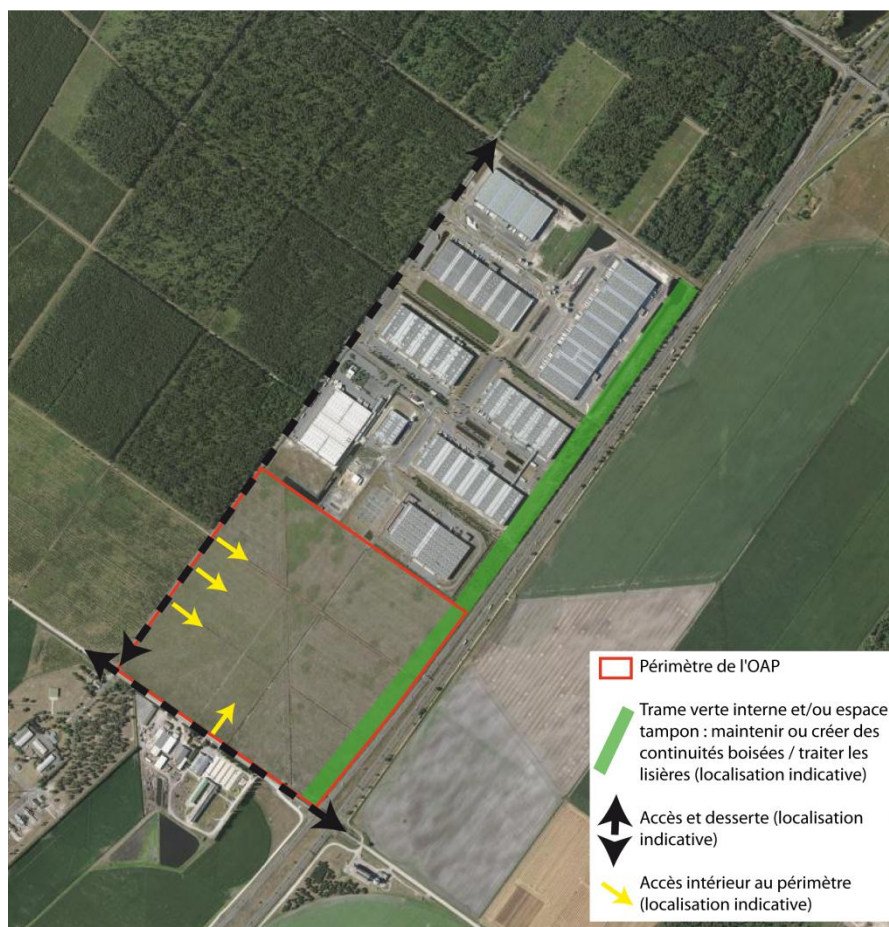 Périmètre de l'OAP
Trame verte interne et/ou espace
tampon : maintenir ou créer des
continuités boisées / traiter les
lisières (localisation indicative)
Accès et desserte (localisation
indicative)
Accès intérieur au périmètre
(localisation indicative)